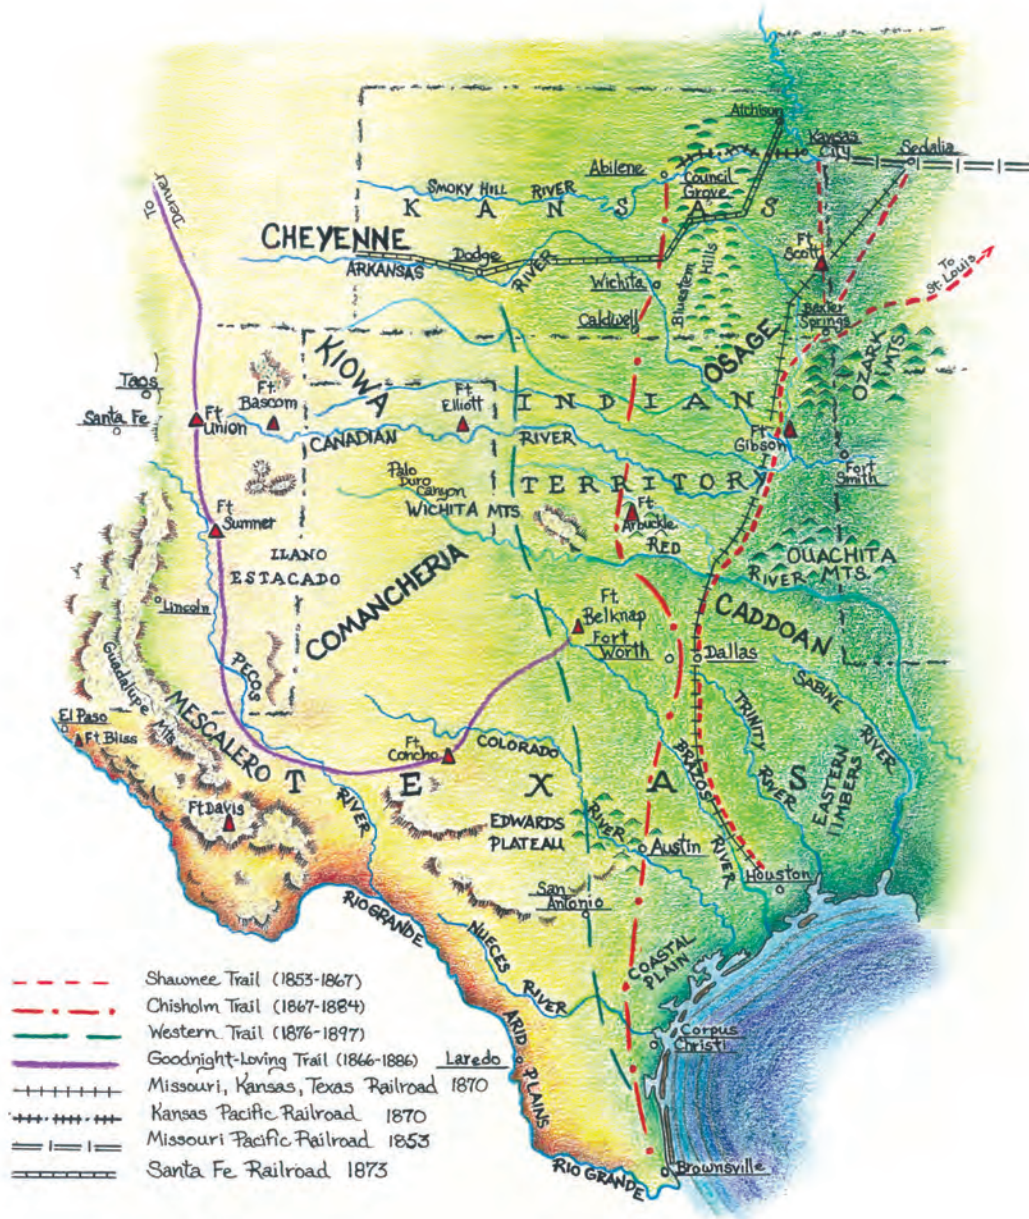 Atchison
Kansas
City
Sedalia
Abilene
Council
Grove
SMOKY HILL RIVER
KANSAS
To
Denver
CHEYENNE
ARKANSAS
RIVER
Dodge
Ft
Scott
To
St. Louis
Wichita
Bluestem
Hills
Caldwell
Baxter
Springs
OZARK
MTS.
OSAGE
KIOWA
Taos
Santa Fe
Ft
Union
Ft.
Bascom
Ft
Elliott
INDIAN
CANADIAN
RIVER
Ft
Gibson
Fort
Smith
TERRITORY
Palo
Duro
Canyon
WICHITA MTS.
Ft
Arbuckle
RED
RIVER
OUACHITA
MTS.
Ft
Sumner
LLANO
ESTACADO
Lincoln
COMANCHERIA
Ft
Belknap
CADDOAN
Fort
Worth
Dallas
PECOS
RIVER
Guadalupe Mts
MESCALERO
El Paso
Ft Bliss
Ft Davis
Ft
Concho
COLORADO
RIVER
TEXAS
BRAZOS
RIVER
TRINITY
RIVER
SABINE
RIVER
EASTERN
TIMBERS
EDWARDS
PLATEAU
Austin
Houston
San
Antonio
RIO GRANDE
NUECES
RIVER
COASTAL
PLAIN
Corpus
Christi
ARID
PLAINS
Laredo
RIO GRANDE
Brownsville
Shawnee Trail (1853-1867)
Chisholm Trail (1867-1884)
Western Trail (1876-1897)
Goodnight-Loving Trail (1866-1886)
Missouri, Kansas, Texas Railroad 1870
Kansas Pacific Railroad 1870
Missouri Pacific Railroad 1853
Santa Fe Railroad 1873